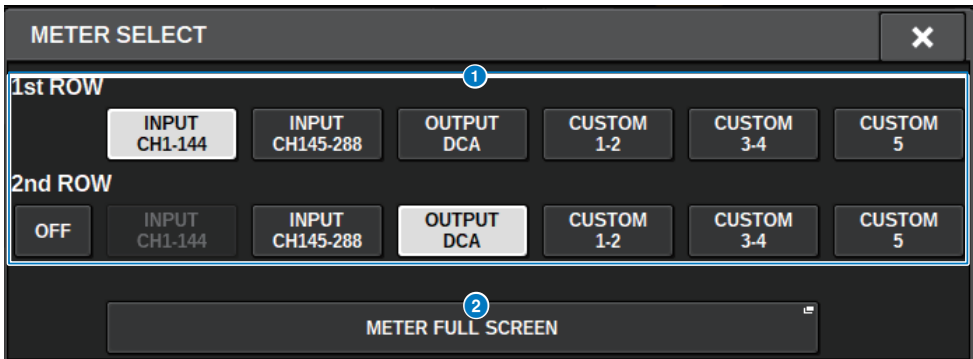 METER SELECT
1
1st ROW
INPUT CH1-144
INPUT CH145-288
OUTPUT DCA
CUSTOM 1-2
CUSTOM 3-4
CUSTOM 5
2nd ROW
OFF
INPUT CH1-144
INPUT CH145-288
OUTPUT DCA
CUSTOM 1-2
CUSTOM 3-4
CUSTOM 5
2
METER FULL SCREEN